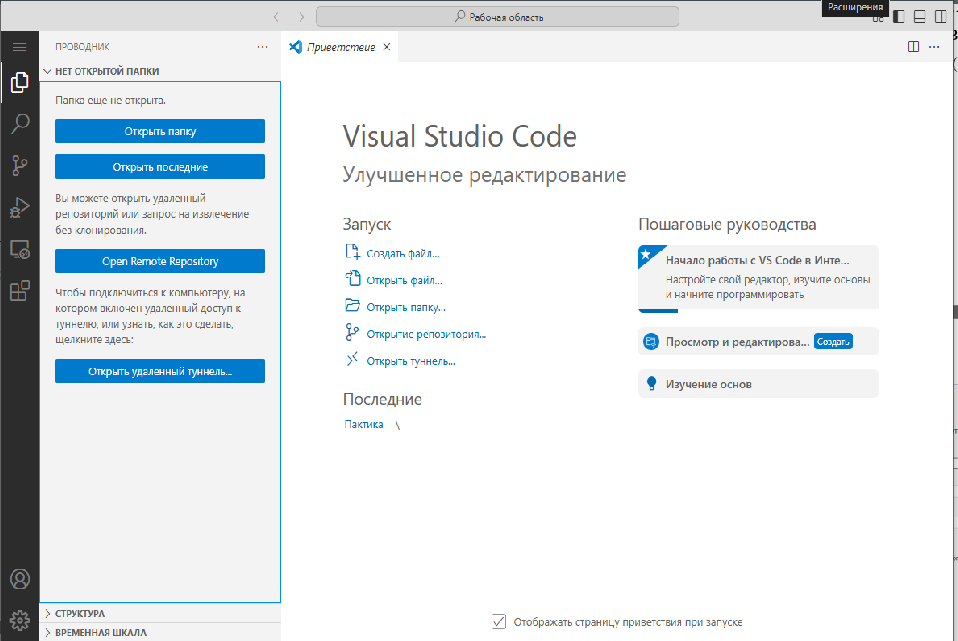 Расширения
Рабочая область
ПРОВОДНИК
Приветствие
НЕТ ОТКРЫТОЙ ПАПКИ
Папка еще не открыта.
Открыть папку
Открыть последние
Вы можете открыть удаленный
репозиторий или запрос на извлечение
без клонирования.
Open Remote Repository
Чтобы подключиться к компьютеру, на
котором включен удаленный доступ к
туннелю, или узнать, как это сделать,
щелкните здесь:
Открыть удаленный туннель...
СТРУКТУРА
ВРЕМЕННАЯ ШКАЛА
Visual Studio Code
Улучшенное редактирование
Запуск
Создать файл...
Открыть файл...
Открыть папку...
Открытие репозитория...
Открыть туннель...
Последние
Пактика \
Пошаговые руководства
Начало работы с VS Code в Инте...
Настройте свой редактор, изучите основы
и начните программировать
Просмотр и редактирова... Создать
Изучение основ
Отображать страницу приветствия при запуске